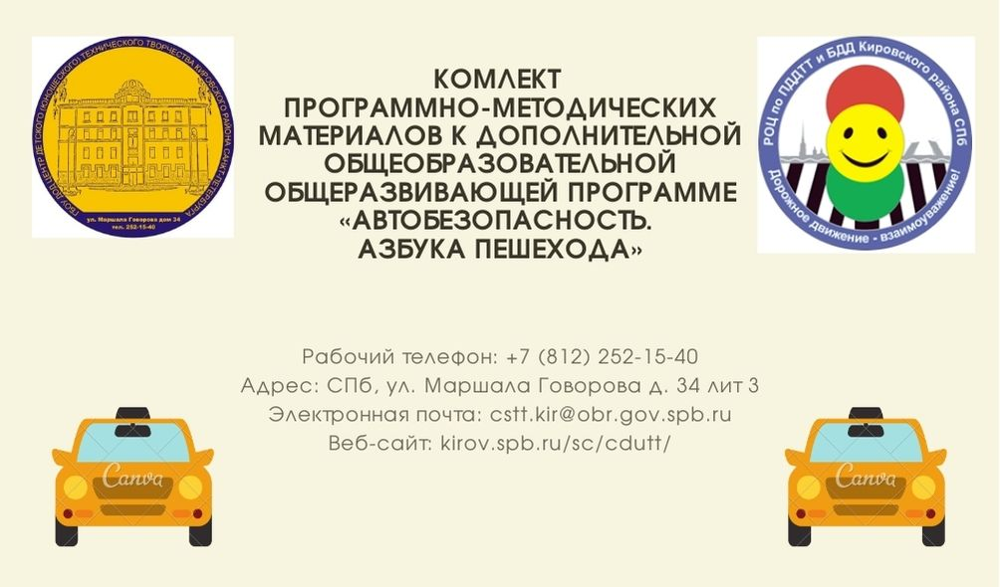 ГБОУ ДОД ЦЕНТР ДЕТСКОГО (ЮНОШЕСКОГО) ТЕХНИЧЕСКОГО ТВОРЧЕСТВА КИРОВСКОГО РАЙОНА САНКТ-ПЕТЕРБУРГА
ул. Маршала Говорова дом 34
тел. 252-15-40
КОМЛЕКТ
ПРОГРАММНО-МЕТОДИЧЕСКИХ
МАТЕРИАЛОВ К ДОПОЛНИТЕЛЬНОЙ
ОБЩЕОБРАЗОВАТЕЛЬНОЙ
ОБЩЕРАЗВИВАЮЩЕЙ ПРОГРАММЕ
«АВТОБЕЗОПАСНОСТЬ.
АЗБУКА ПЕШЕХОДА»
РОЦ по ПДДТТ и БДД Кировского района СПб
Дорожное движение - взаимоуважение!
Рабочий телефон: +7 (812) 252-15-40
Адрес: СПб, ул. Маршала Говорова д. 34 лит З
Электронная почта: cstt.kir@obr.gov.spb.ru
Веб-сайт: kirov.spb.ru/sc/cdutt/
Canva
Canva